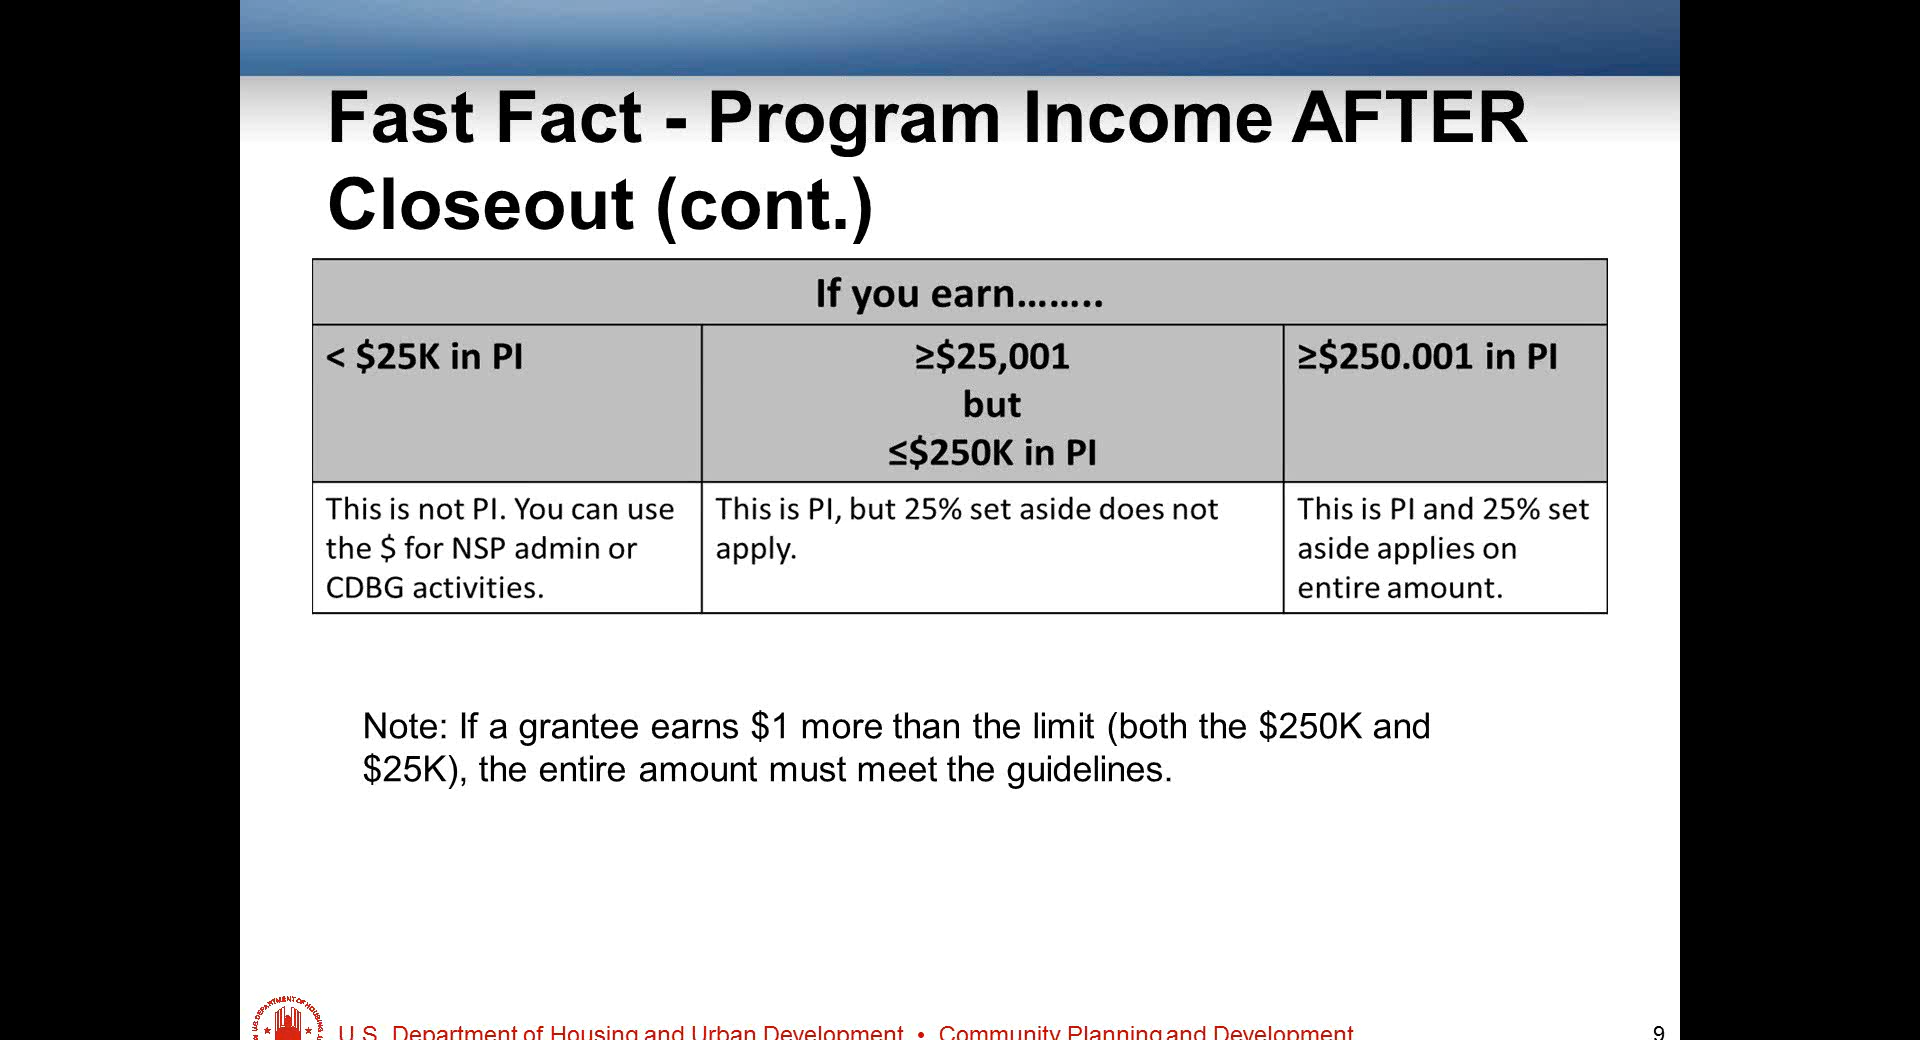 Fast Fact - Program Income AFTER
Closeout (cont.)
If you earn……..
< $25K in PI
≥$25,001
but
≤$250K in PI
≥$250.001 in PI
This is not PI. You can use
the $ for NSP admin or
CDBG activities.
This is PI, but 25% set aside does not
apply.
This is PI and 25% set
aside applies on
entire amount.
Note: If a grantee earns $1 more than the limit (both the $250K and
$25K), the entire amount must meet the guidelines.
U.S. Department of Housing and Urban Development • Community Planning and Development
9